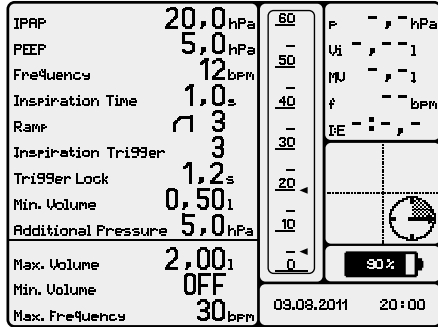 IPAP 20,0 hPa
PEEP 5,0 hPa
Frequency 12 bpm
Inspiration Time 1,0 s
Ramp 3
Inspiration Trigger 3
Trigger Lock 1,2 s
Min. Volume 0,50 l
Additional Pressure 5,0 hPa
Max. Volume 2,00 l
Min. Volume OFF
Max. Frequency 30 bpm
60
50
40
30
20
10
0
P -,- hPa
Vi -,-- l
MV -,- l
f -- bpm
I:E -:-,-
90%
09.08.2011 20:00